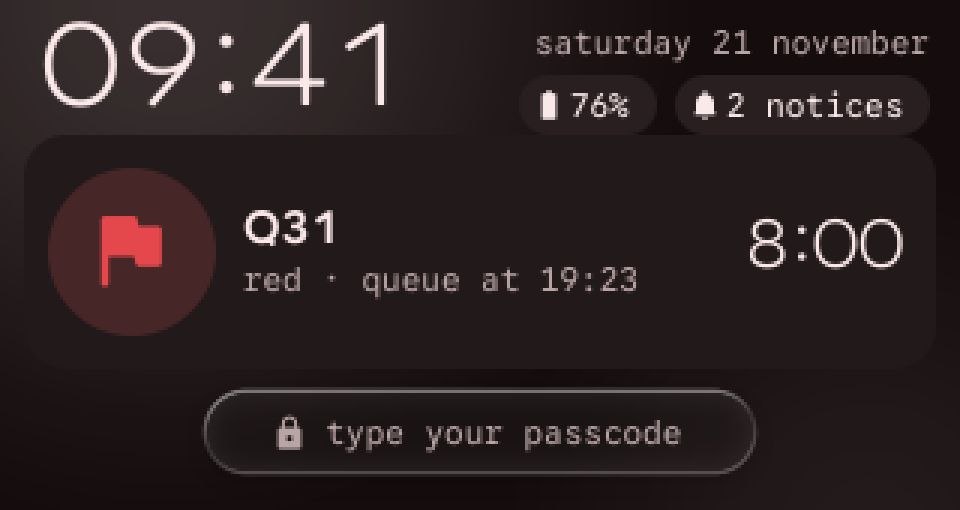 09:41
saturday 21 november
76%
2 notices
Q31
red · queue at 19:23
8:00
type your passcode